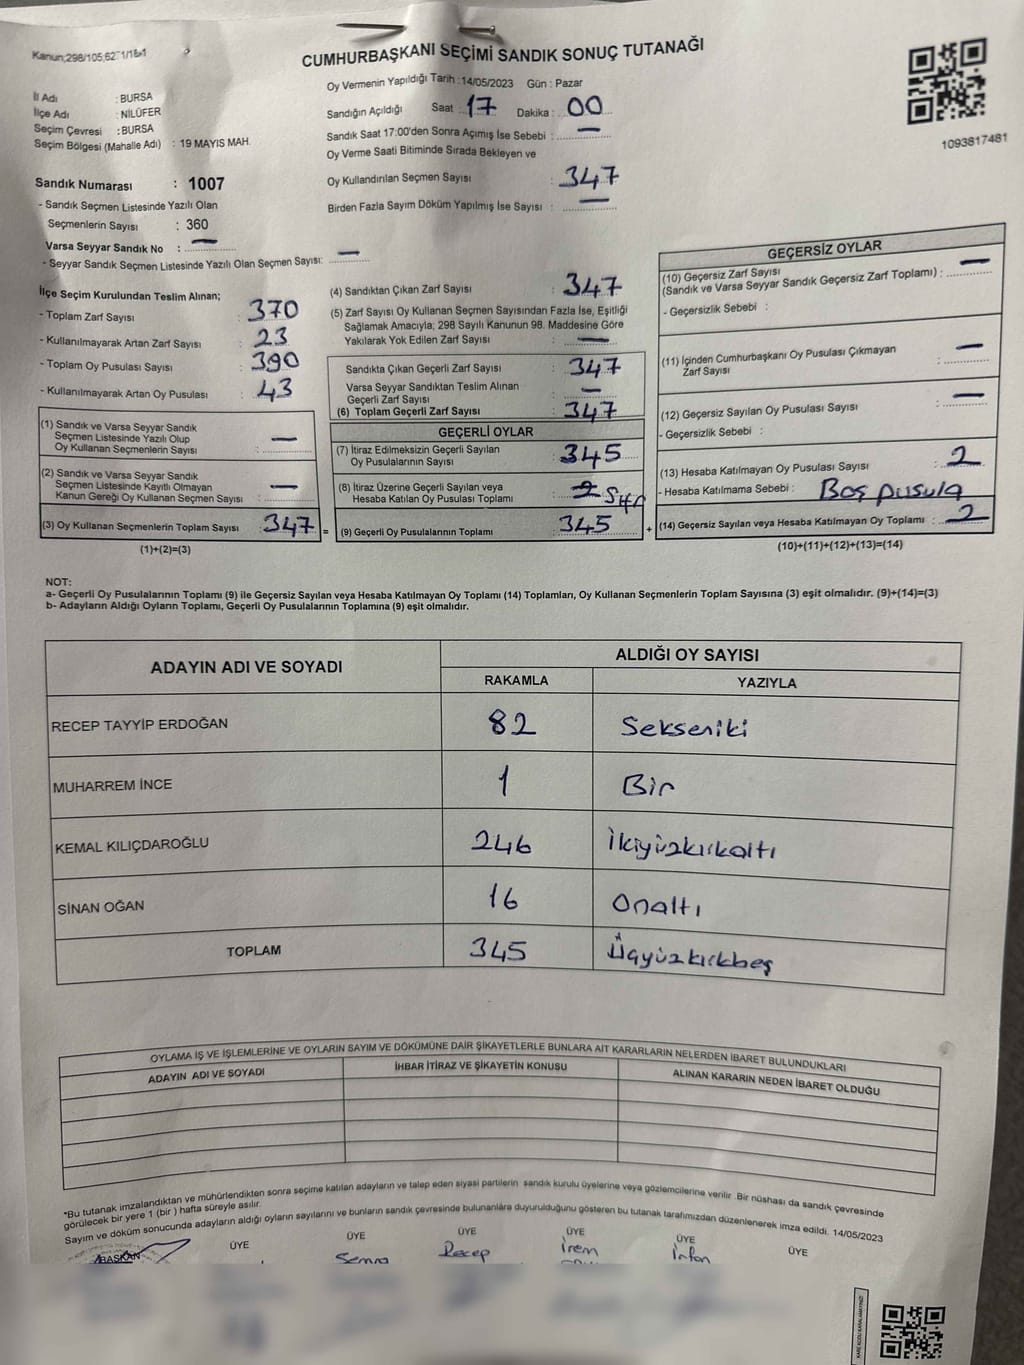 Kanun;298/105,62
CUMHURBAŞKANI SEÇİMİ SANDIK SONUÇ TUTANAĞI
Oy Vermenin Yapıldığı Tarih :14/05/2023 Gün : Pazar
İl Adı : BURSA
İlçe Adı : NİLÜFER
Seçim Çevresi : BURSA
Seçim Bölgesi (Mahalle Adı) : 19 MAYIS MAH.
Sandığın Açıldığı Saat : 17 Dakika : 00
Sandık Saat 17:00'den Sonra Açımış İse Sebebi : —
Oy Verme Saati Bitiminde Sırada Bekleyen ve
Oy Kullandırılan Seçmen Sayısı : 347
Birden Fazla Sayım Döküm Yapılmış İse Sayısı : —
1093817481
Sandık Numarası : 1007
- Sandık Seçmen Listesinde Yazılı Olan
Seçmenlerin Sayısı : 360
Varsa Seyyar Sandık No : —
- Seyyar Sandık Seçmen Listesinde Yazılı Olan Seçmen Sayısı: —
İlçe Seçim Kurulundan Teslim Alınan;
- Toplam Zarf Sayısı : 370
- Kullanılmayarak Artan Zarf Sayısı : 23
- Toplam Oy Pusulası Sayısı : 390
- Kullanılmayarak Artan Oy Pusulası : 43
(1) Sandık ve Varsa Seyyar Sandık
Seçmen Listesinde Yazılı Olup
Oy Kullanan Seçmenlerin Sayısı : —
(2) Sandık ve Varsa Seyyar Sandık
Seçmen Listesinde Kayıtlı Olmayan
Kanun Gereği Oy Kullanan Seçmen Sayısı : —
(3) Oy Kullanan Seçmenlerin Toplam Sayısı : 347 =
(1)+(2)=(3)
(4) Sandıktan Çıkan Zarf Sayısı : 347
(5) Zarf Sayısı Oy Kullanan Seçmen Sayısından Fazla İse, Eşitliği
Sağlamak Amacıyla; 298 Sayılı Kanunun 98. Maddesine Göre
Yakılarak Yok Edilen Zarf Sayısı : —
Sandıkta Çıkan Geçerli Zarf Sayısı : 347
Varsa Seyyar Sandıktan Teslim Alınan
Geçerli Zarf Sayısı : —
(6) Toplam Geçerli Zarf Sayısı : 347
GEÇERLİ OYLAR
(7) İtiraz Edilmeksizin Geçerli Sayılan
Oy Pusulalarının Sayısı : 345
(8) İtiraz Üzerine Geçerli Sayılan veya
Hesaba Katılan Oy Pusulası Toplamı : 2
(9) Geçerli Oy Pusulalarının Toplamı : 345 +
GEÇERSİZ OYLAR
(10) Geçersiz Zarf Sayısı
(Sandık ve Varsa Seyyar Sandık Geçersiz Zarf Toplamı) : —
- Geçersizlik Sebebi :
(11) İçinden Cumhurbaşkanı Oy Pusulası Çıkmayan
Zarf Sayısı : —
(12) Geçersiz Sayılan Oy Pusulası Sayısı : —
- Geçersizlik Sebebi :
(13) Hesaba Katılmayan Oy Pusulası Sayısı : 2
- Hesaba Katılmama Sebebi : Boş pusula
(14) Geçersiz Sayılan veya Hesaba Katılmayan Oy Toplamı : 2
(10)+(11)+(12)+(13)=(14)
NOT:
a- Geçerli Oy Pusulalarının Toplamı (9) ile Geçersiz Sayılan veya Hesaba Katılmayan Oy Toplamı (14) Toplamları, Oy Kullanan Seçmenlerin Toplam Sayısına (3) eşit olmalıdır. (9)+(14)=(3)
b- Adayların Aldığı Oyların Toplamı, Geçerli Oy Pusulalarının Toplamına (9) eşit olmalıdır.
ADAYIN ADI VE SOYADI
ALDIĞI OY SAYISI
RAKAMLA YAZIYLA
RECEP TAYYİP ERDOĞAN 82 Sekseniki
MUHARREM İNCE 1 Bir
KEMAL KILIÇDAROĞLU 246 İkiyüzkırkaltı
SİNAN OĞAN 16 Onaltı
TOPLAM 345 Üçyüzkırkbeş
OYLAMA İŞ VE İŞLEMLERİNE VE OYLARIN SAYIM VE DÖKÜMÜNE DAİR ŞİKAYETLERLE BUNLARA AİT KARARLARIN NELERDEN İBARET BULUNDUKLARI
ADAYIN ADI VE SOYADI İHBAR İTİRAZ VE ŞİKAYETİN KONUSU ALINAN KARARIN NEDEN İBARET OLDUĞU
*Bu tutanak imzalandıktan ve mühürlendikten sonra seçime katılan adayların ve talep eden siyasi partilerin sandık kurulu üyelerine veya gözlemcilerine verilir. Bir nüshası da sandık çevresinde
görülecek bir yere 1 (bir ) hafta süreyle asılır.
Sayım ve döküm sonucunda adayların aldığı oyların sayılarını ve bunların sandık çevresinde bulunanlara duyurulduğunu gösteren bu tutanak tarafımızdan düzenlenerek imza edildi. 14/05/2023
BAŞKAN ÜYE ÜYE ÜYE ÜYE ÜYE ÜYE
Semra Recep İrem İrfan